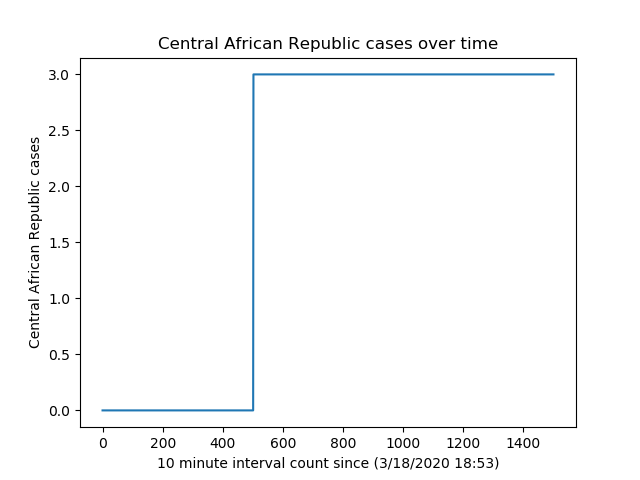 Central African Republic cases over time
3.0
2.5
2.0
1.5
1.0
0.5
0.0
Central African Republic cases
0 200 400 600 800 1000 1200 1400
10 minute interval count since (3/18/2020 18:53)